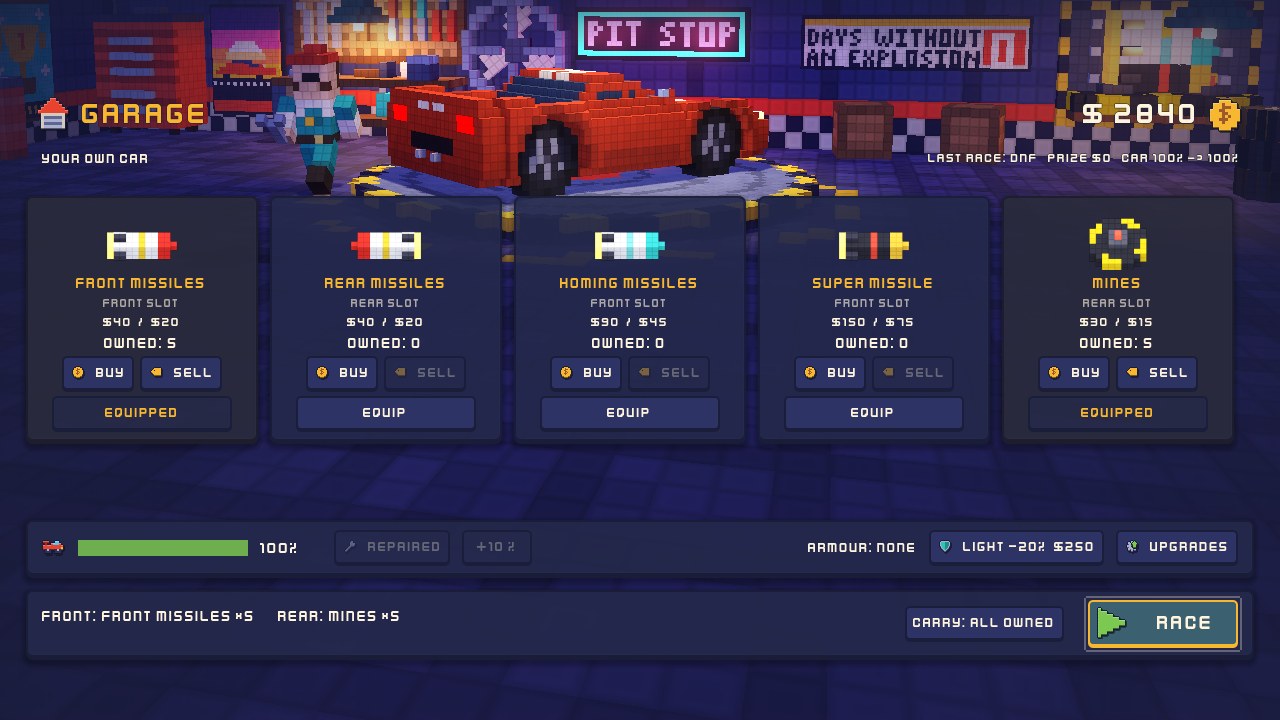 PIT STOP
DAYS WITHOUT
AN EXPLOSION
0
GARAGE
$ 2840
YOUR OWN CAR
LAST RACE: DNF PRIZE $0 CAR 100% -> 100%
FRONT MISSILES
FRONT SLOT
$40 / $20
OWNED: 5
BUY
SELL
EQUIPPED
REAR MISSILES
REAR SLOT
$40 / $20
OWNED: 0
BUY
SELL
EQUIP
HOMING MISSILES
FRONT SLOT
$90 / $45
OWNED: 0
BUY
SELL
EQUIP
SUPER MISSILE
FRONT SLOT
$150 / $75
OWNED: 0
BUY
SELL
EQUIP
MINES
REAR SLOT
$30 / $15
OWNED: 5
BUY
SELL
EQUIPPED
100%
REPAIRED
+10 %
ARMOUR: NONE
LIGHT -20% $250
UPGRADES
FRONT: FRONT MISSILES ×5 REAR: MINES ×5
CARRY: ALL OWNED
RACE